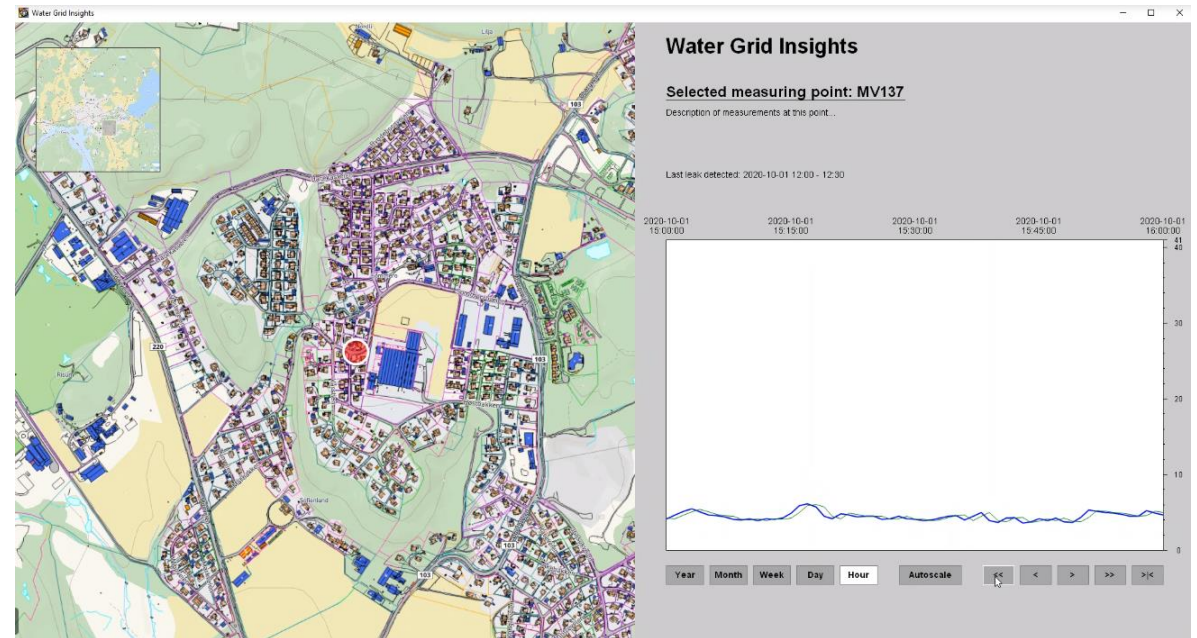 Water Grid Insights
Water Grid Insights
Selected measuring point: MV137
Description of measurements at this point...
Last leak detected: 2020-10-01 12:00 - 12:30
2020-10-01 2020-10-01 2020-10-01 2020-10-01 2020-10-01
15:00:00 15:15:00 15:30:00 15:45:00 16:00:00
41
40
30
20
10
0
Year Month Week Day Hour Autoscale << < > >> >|<
Lilja
103
220
103
103
103